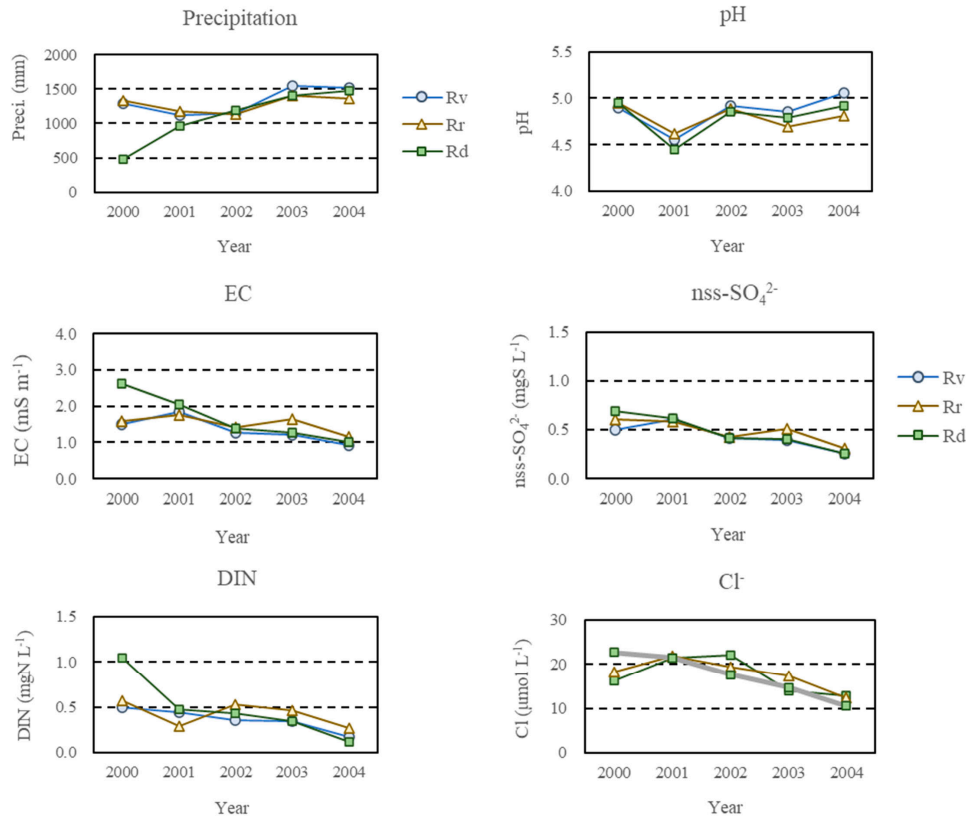 Precipitation
2000
1500
1000
500
0
Preci. (mm)
2000 2001 2002 2003 2004
Year
Rv
Rr
Rd
pH
5.5
5.0
4.5
4.0
pH
2000 2001 2002 2003 2004
Year
EC
4.0
3.0
2.0
1.0
0.0
EC (mS m⁻¹)
2000 2001 2002 2003 2004
Year
nss-SO₄²⁻
1.5
1.0
0.5
0.0
nss-SO₄²⁻ (mgS L⁻¹)
2000 2001 2002 2003 2004
Year
Rv
Rr
Rd
DIN
1.5
1.0
0.5
0.0
DIN (mgN L⁻¹)
2000 2001 2002 2003 2004
Year
Cl⁻
30
20
10
0
Cl (μmol L⁻¹)
2000 2001 2002 2003 2004
Year